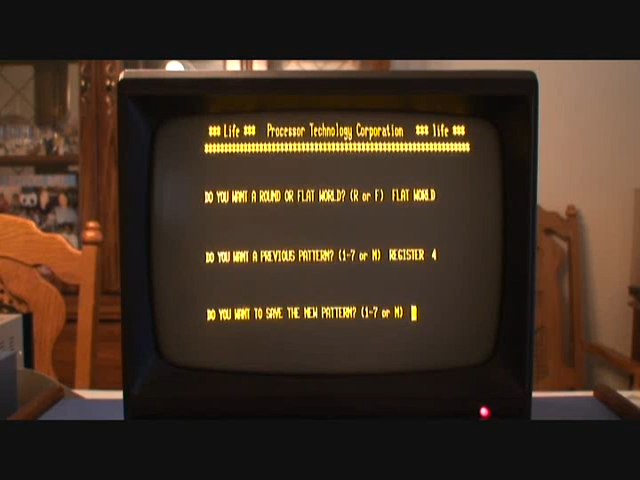 ### Life ###  Processor Technology Corporation  ### life ###
DO YOU WANT A ROUND OR FLAT WORLD? (R or F)  FLAT WORLD
DO YOU WANT A PREVIOUS PATTERN? (1-7 or N)  REGISTER  4
DO YOU WANT TO SAVE THE NEW PATTERN? (1-7 or N)